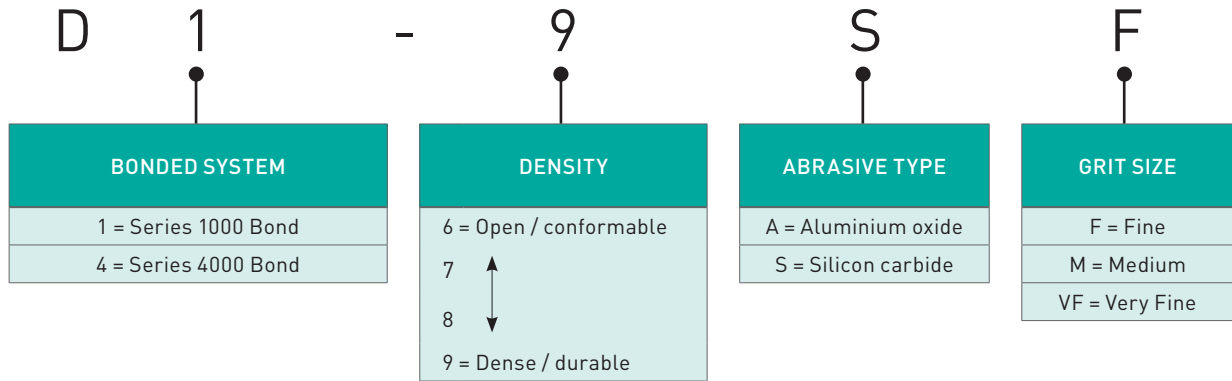 D 1 - 9 S F
BONDED SYSTEM
1 = Series 1000 Bond
4 = Series 4000 Bond
DENSITY
6 = Open / conformable
7
8
9 = Dense / durable
ABRASIVE TYPE
A = Aluminium oxide
S = Silicon carbide
GRIT SIZE
F = Fine
M = Medium
VF = Very Fine